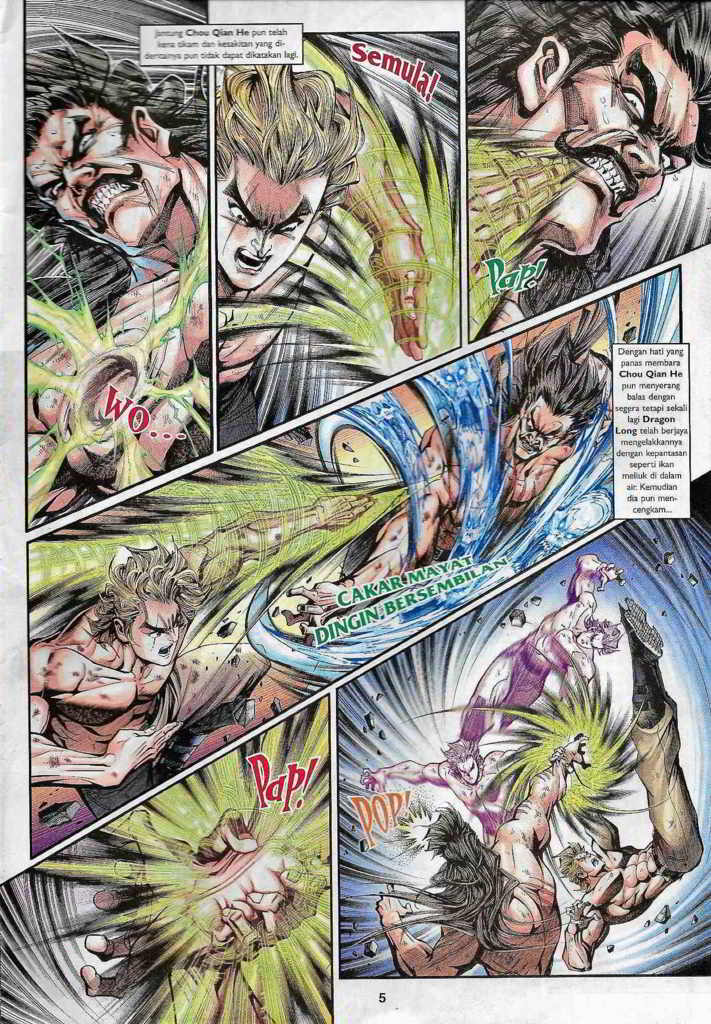 Jantung Chou Qian He pun telah
kena tikam dan kesakitan yang di-
deritainya pun tidak dapat dikatakan lagi.
Semula!
Pap!
WO...
Dengan hati yang
panas membara
Chou Qian He
pun menyerang
balas dengan
segera tetapi sekali
lagi Dragon
Long telah berjaya
mengelakkannya
dengan kepantasan
seperti ikan
meliuk di dalam
air. Kemudian
dia pun men-
cengkam...
CAKAR MAYAT
DINGIN BERSEMBILAN
Pap!
POP!
Pap!
5